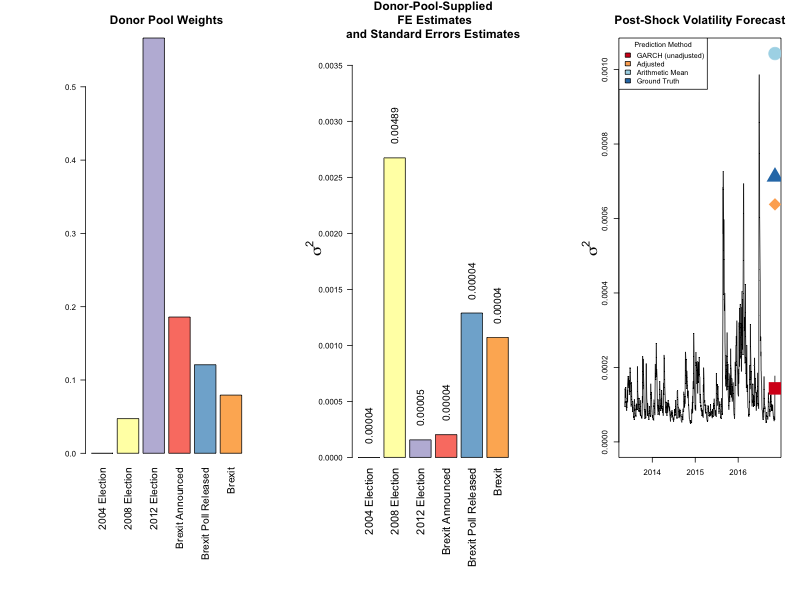 Donor Pool Weights
0.5
0.4
0.3
0.2
0.1
0.0
2004 Election
2008 Election
2012 Election
Brexit Announced
Brexit Poll Released
Brexit
Donor-Pool-Supplied
FE Estimates
and Standard Errors Estimates
σ2
0.0035
0.0030
0.0025
0.0020
0.0015
0.0010
0.0005
0.0000
0.00004
0.00489
0.00005
0.00004
0.00004
0.00004
2004 Election
2008 Election
2012 Election
Brexit Announced
Brexit Poll Released
Brexit
Post-Shock Volatility Forecast
σ2
0.0010
0.0008
0.0006
0.0004
0.0002
0.0000
Prediction Method
GARCH (unadjusted)
Adjusted
Arithmetic Mean
Ground Truth
2014
2015
2016